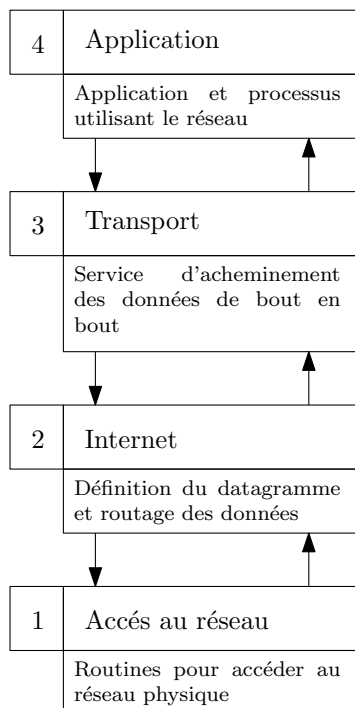 4 Application
Application et processus
utilisant le réseau
3 Transport
Service d'acheminement
des données de bout en
bout
2 Internet
Définition du datagramme
et routage des données
1 Accés au réseau
Routines pour accéder au
réseau physique